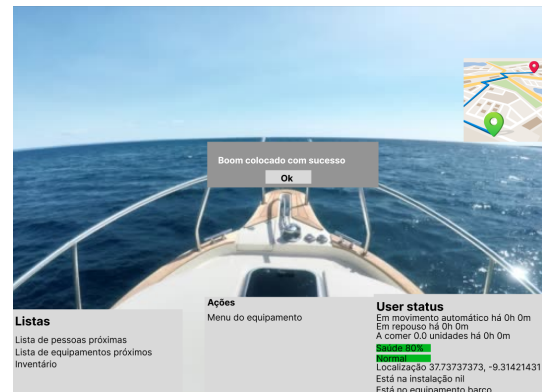 Boom colocado com sucesso
Ok
Listas
Lista de pessoas próximas
Lista de equipamentos próximos
Inventário
Ações
Menu do equipamento
User status
Em movimento automático há 0h 0m
Em repouso há 0h 0m
A comer 0.0 unidades há 0h 0m
Saúde 80%
Normal
Localização 37.73737373, -9.31421431
Está na instalação nil
Está no equipamento barco